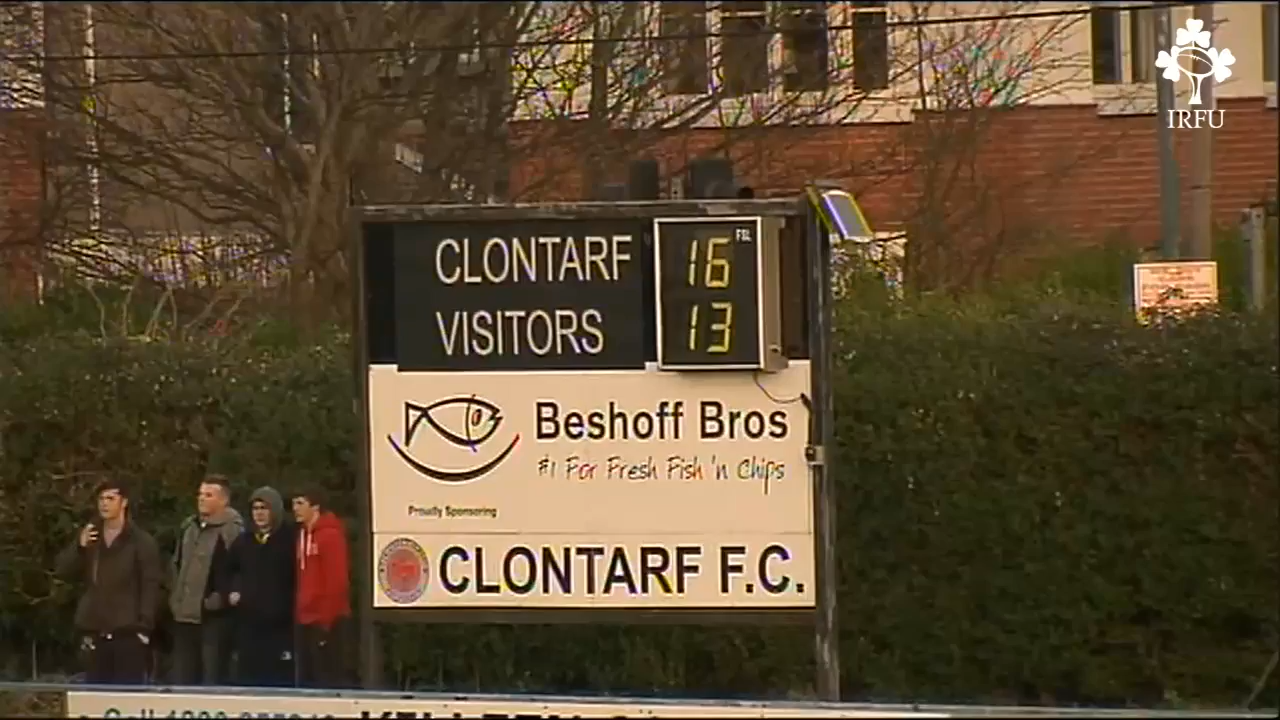 IRFU
CLONTARF 16
VISITORS 13
Beshoff Bros
#1 For Fresh Fish 'n Chips
Proudly Sponsoring
CLONTARF F.C.